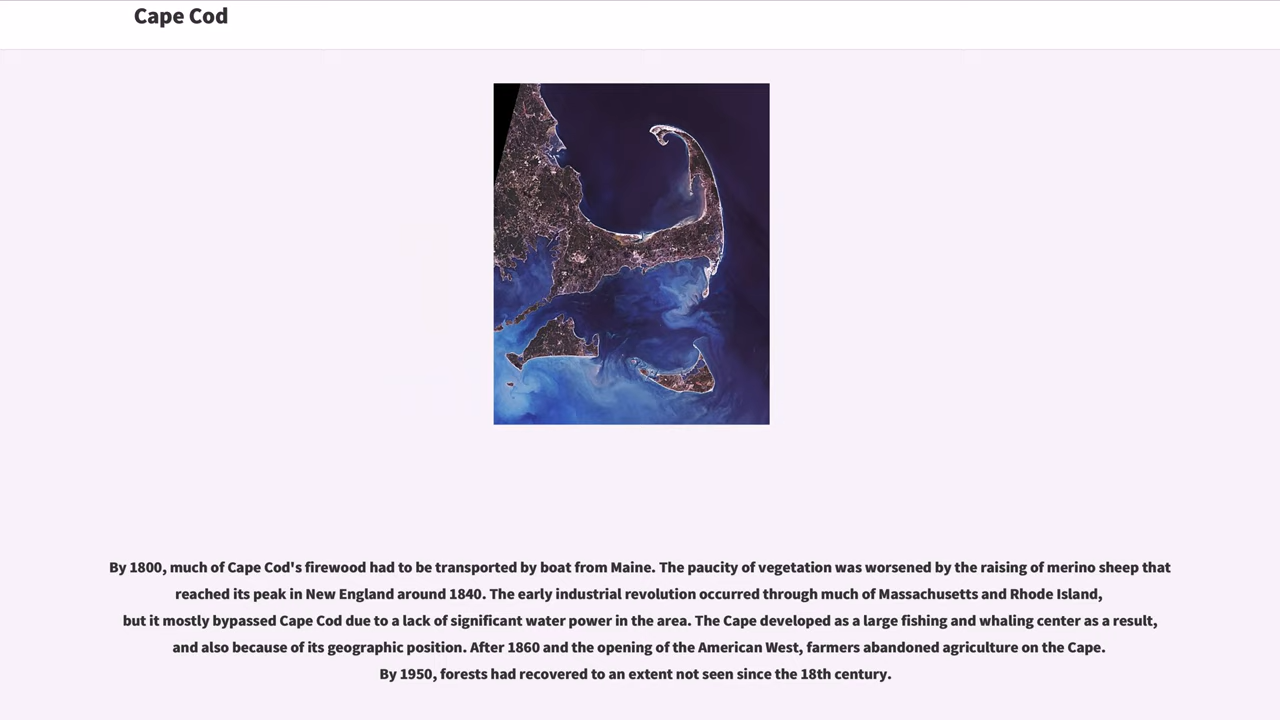 Cape Cod
By 1800, much of Cape Cod's firewood had to be transported by boat from Maine. The paucity of vegetation was worsened by the raising of merino sheep that
reached its peak in New England around 1840. The early industrial revolution occurred through much of Massachusetts and Rhode Island,
but it mostly bypassed Cape Cod due to a lack of significant water power in the area. The Cape developed as a large fishing and whaling center as a result,
and also because of its geographic position. After 1860 and the opening of the American West, farmers abandoned agriculture on the Cape.
By 1950, forests had recovered to an extent not seen since the 18th century.